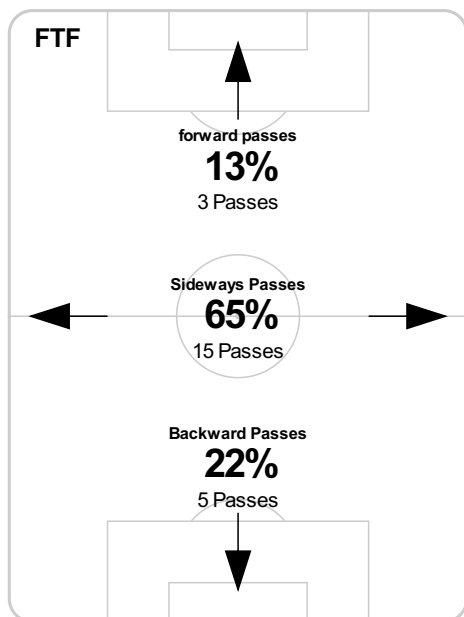 FTF
forward passes
13%
3 Passes
Sideways Passes
65%
15 Passes
Backward Passes
22%
5 Passes